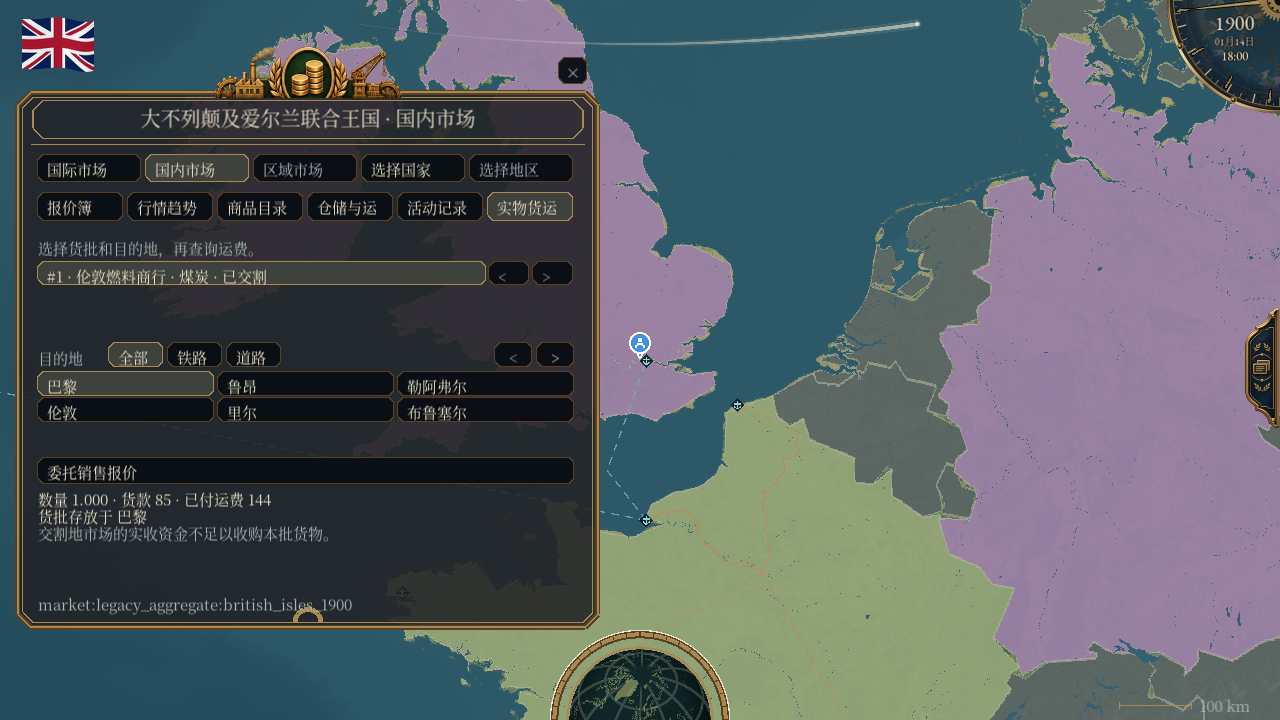 1900
01月14日
18:00
大不列颠及爱尔兰联合王国 · 国内市场
国际市场 国内市场 区域市场 选择国家 选择地区
报价簿 行情趋势 商品目录 仓储与运 活动记录 实物货运
选择货批和目的地，再查询运费。
#1 · 伦敦燃料商行 · 煤炭 · 已交割 < >
目的地 全部 铁路 道路 < >
巴黎 鲁昂 勒阿弗尔
伦敦 里尔 布鲁塞尔
委托销售报价
数量 1.000 · 货款 85 · 已付运费 144
货批存放于 巴黎
交割地市场的实收资金不足以收购本批货物。
market:legacy_aggregate:british_isles_1900
100 km